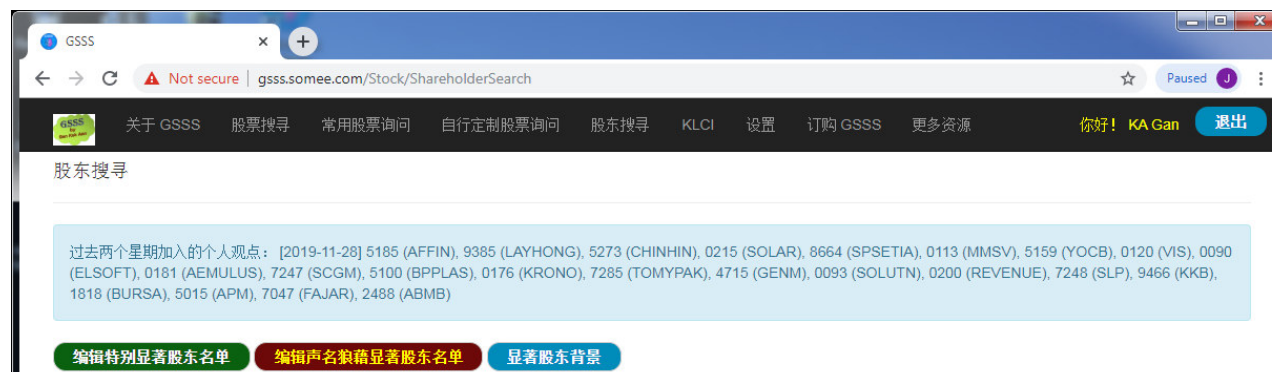 GSSS
Not secure | gsss.somee.com/Stock/ShareholderSearch Paused J
GSSS 关于 GSSS 股票搜寻 常用股票询问 自行定制股票询问 股东搜寻 KLCI 设置 订购 GSSS 更多资源 你好！ KA Gan 退出
股东搜寻
过去两个星期加入的个人观点： [2019-11-28] 5185 (AFFIN), 9385 (LAYHONG), 5273 (CHINHIN), 0215 (SOLAR), 8664 (SPSETIA), 0113 (MMSV), 5159 (YOCB), 0120 (VIS), 0090
(ELSOFT), 0181 (AEMULUS), 7247 (SCGM), 5100 (BPPLAS), 0176 (KRONO), 7285 (TOMYPAK), 4715 (GENM), 0093 (SOLUTN), 0200 (REVENUE), 7248 (SLP), 9466 (KKB),
1818 (BURSA), 5015 (APM), 7047 (FAJAR), 2488 (ABMB)
编辑特别显著股东名单 编辑声名狼藉显著股东名单 显著股东背景